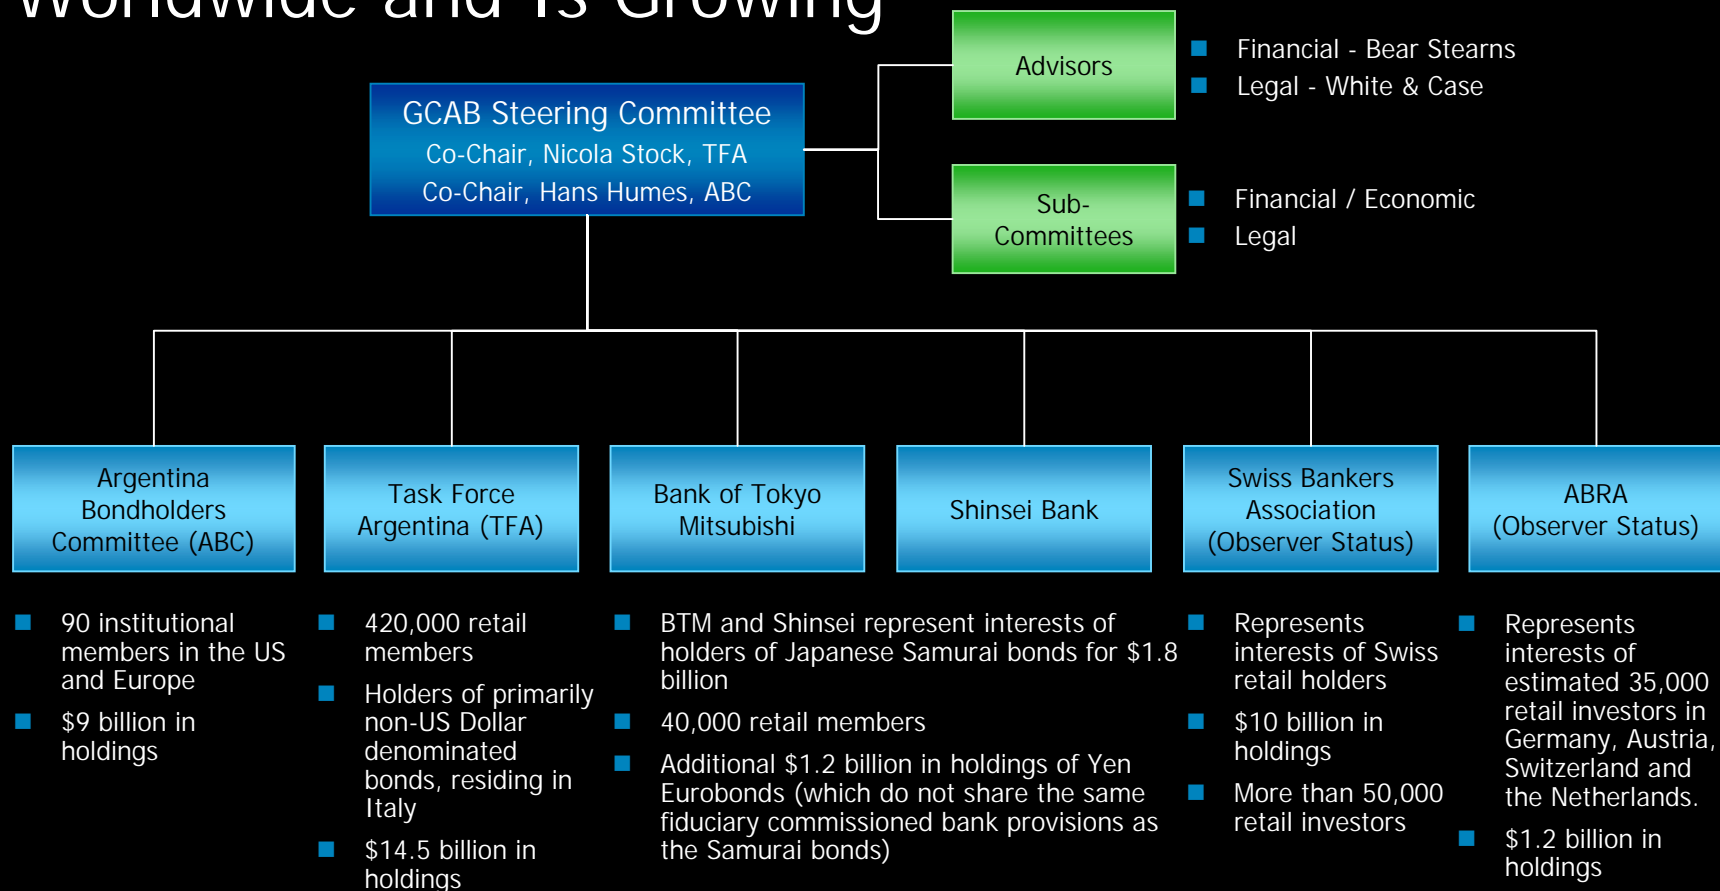 Worldwide and Is Growing
GCAB Steering Committee
Co-Chair, Nicola Stock, TFA
Co-Chair, Hans Humes, ABC
Advisors
Financial - Bear Stearns
Legal - White & Case
Sub-
Committees
Financial / Economic
Legal
Argentina
Bondholders
Committee (ABC)
90 institutional
members in the US
and Europe
$9 billion in
holdings
Task Force
Argentina (TFA)
420,000 retail
members
Holders of primarily
non-US Dollar
denominated
bonds, residing in
Italy
$14.5 billion in
holdings
Bank of Tokyo
Mitsubishi
Shinsei Bank
BTM and Shinsei represent interests of
holders of Japanese Samurai bonds for $1.8
billion
40,000 retail members
Additional $1.2 billion in holdings of Yen
Eurobonds (which do not share the same
fiduciary commissioned bank provisions as
the Samurai bonds)
Swiss Bankers
Association
(Observer Status)
Represents
interests of Swiss
retail holders
$10 billion in
holdings
More than 50,000
retail investors
ABRA
(Observer Status)
Represents
interests of
estimated 35,000
retail investors in
Germany, Austria,
Switzerland and
the Netherlands.
$1.2 billion in
holdings